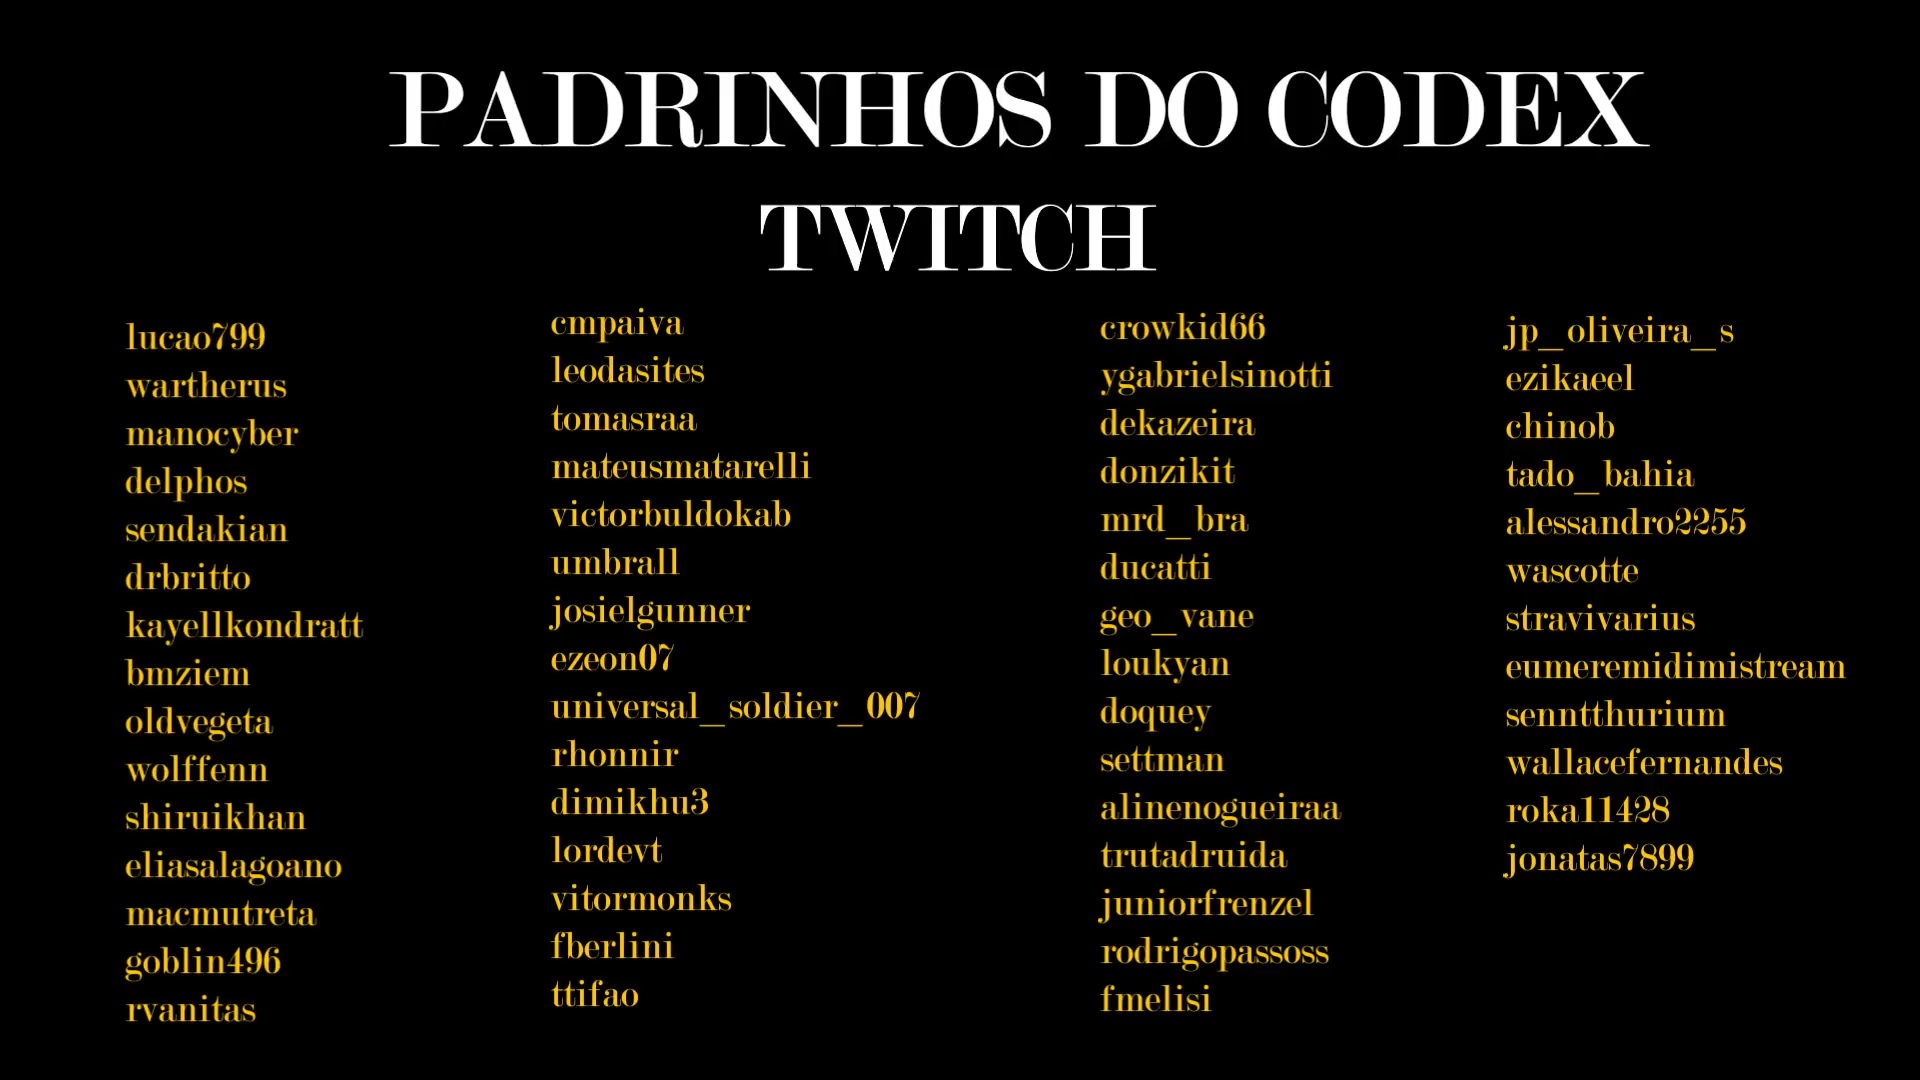 PADRINHOS DO CODEX
TWITCH
lucao799
wartherus
manocyber
delphos
sendakian
drbritto
kayellkondratt
bmziem
oldvegeta
wolffenn
shiruikhan
eliasalagoano
macmutreta
goblin496
rvanitas
cmpaiva
leodasites
tomasraa
mateusmatarelli
victorbuldokab
umbrall
josielgunner
ezeon07
universal_soldier_007
rhonnir
dimikhu3
lordevt
vitormonks
fberlini
ttifao
crowkid66
ygabrielsinotti
dekazeira
donzikit
mrd_bra
ducatti
geo_vane
loukyan
doquey
settman
alinenogueiraa
trutadruida
juniorfrenzel
rodrigopassoss
fmelisi
jp_oliveira_s
ezikaeel
chinob
tado_bahia
alessandro2255
wascotte
stravivarius
eumeremidimistream
senntthurium
wallacefernandes
roka11428
jonatas7899